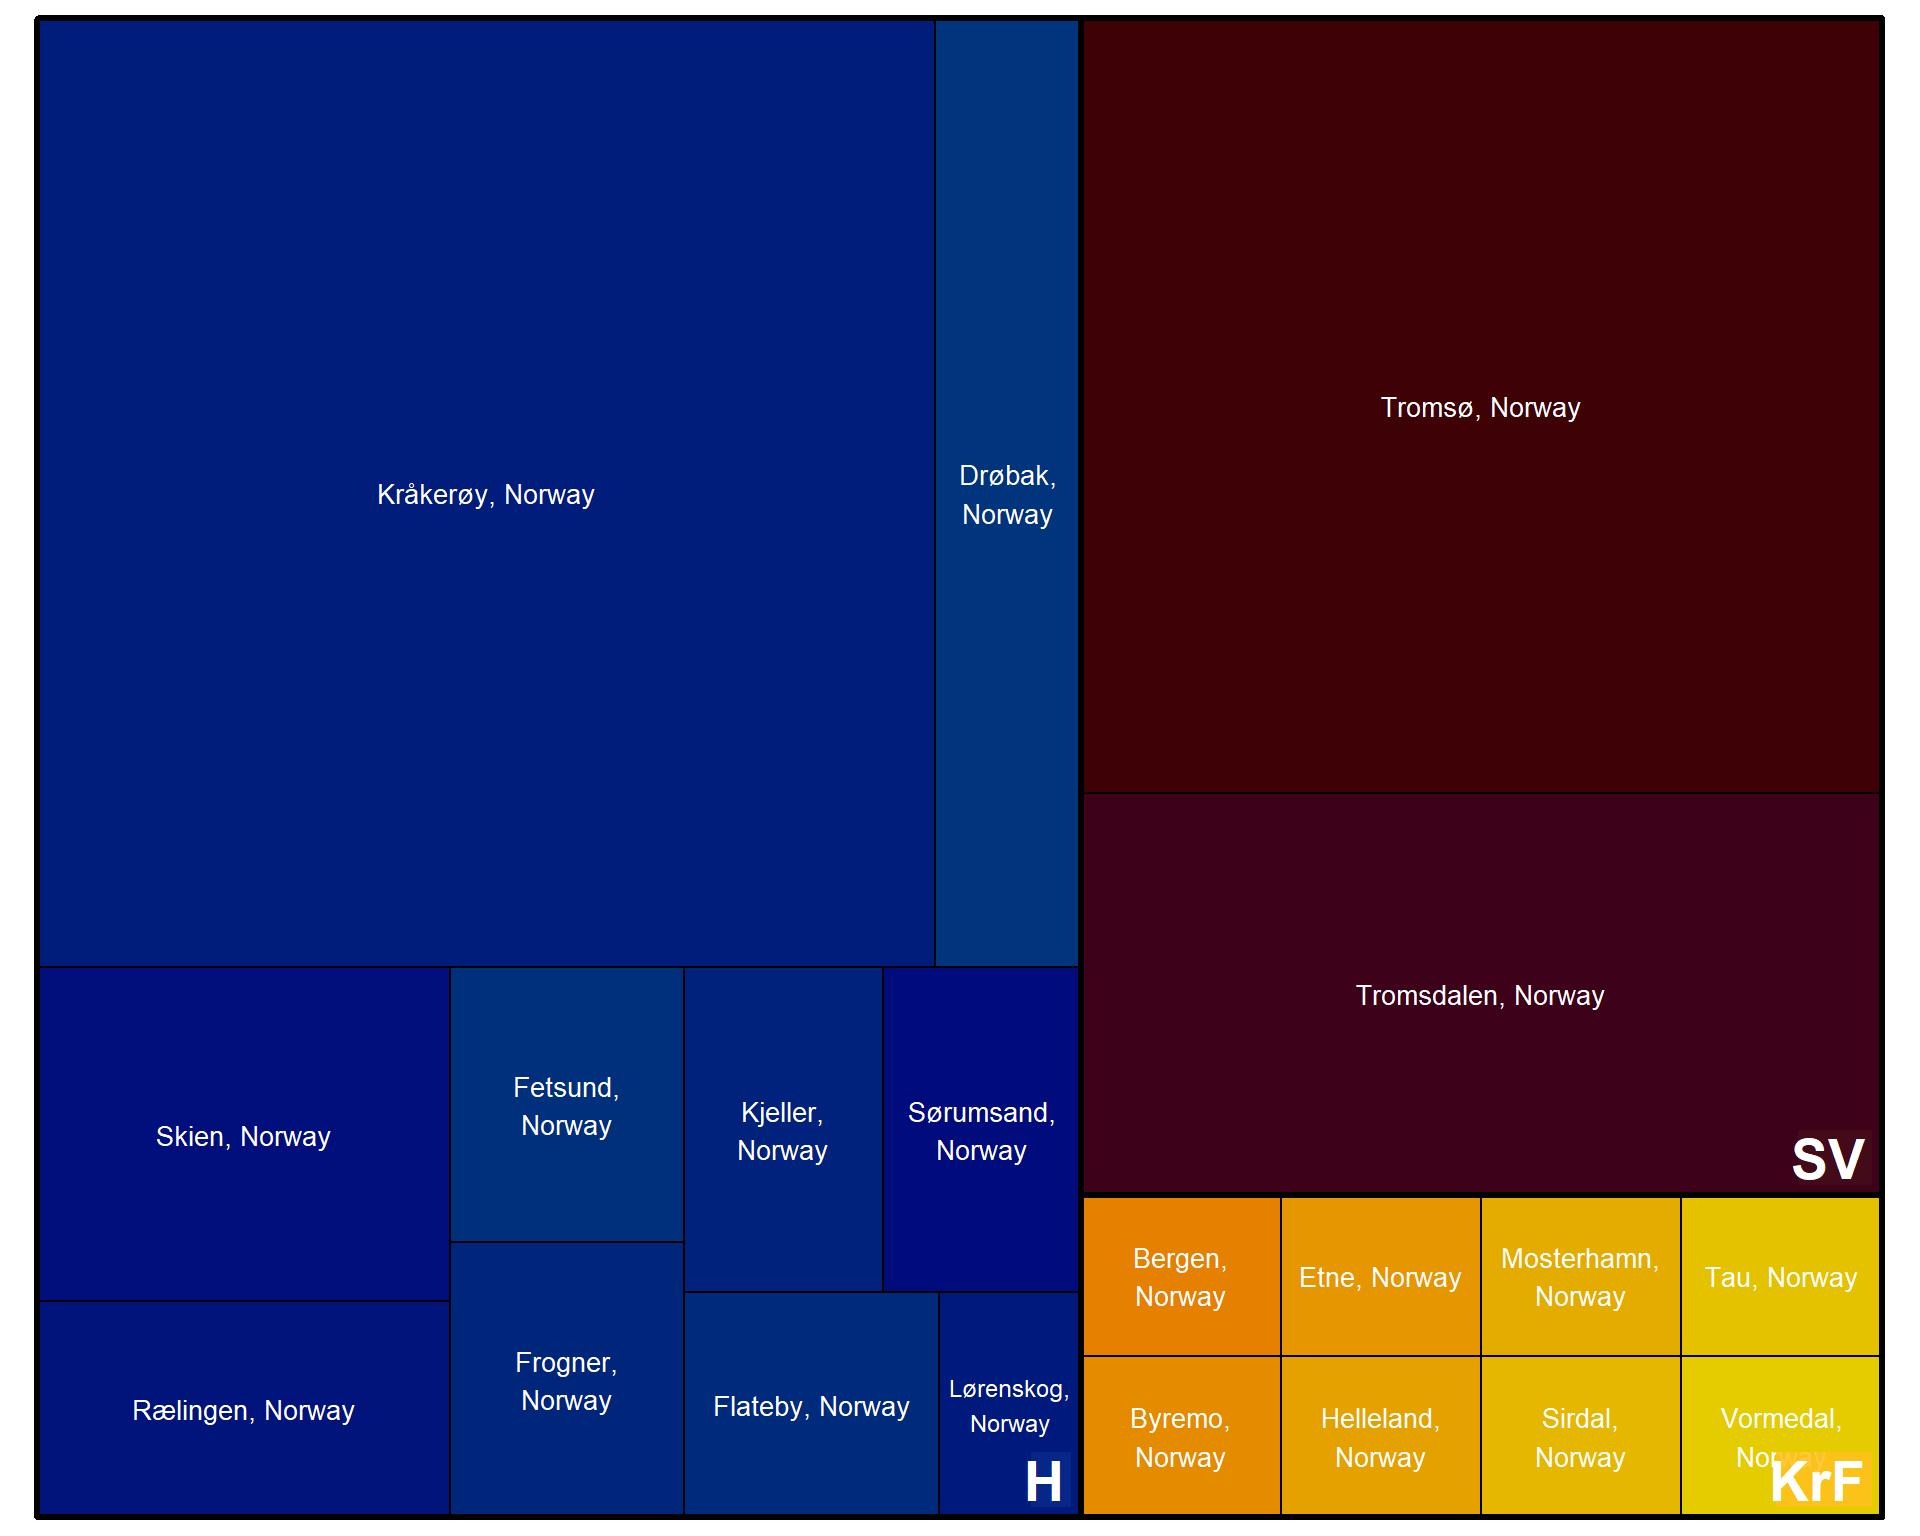 Kråkerøy, Norway
Drøbak,
Norway
Tromsø, Norway
Tromsdalen, Norway
SV
Skien, Norway
Rælingen, Norway
Fetsund,
Norway
Frogner,
Norway
Kjeller,
Norway
Sørumsand,
Norway
Flateby, Norway
Lørenskog,
Norway
H
Bergen,
Norway
Etne, Norway
Mosterhamn,
Norway
Tau, Norway
Byremo,
Norway
Helleland,
Norway
Sirdal,
Norway
Vormedal,
Norway
KrF